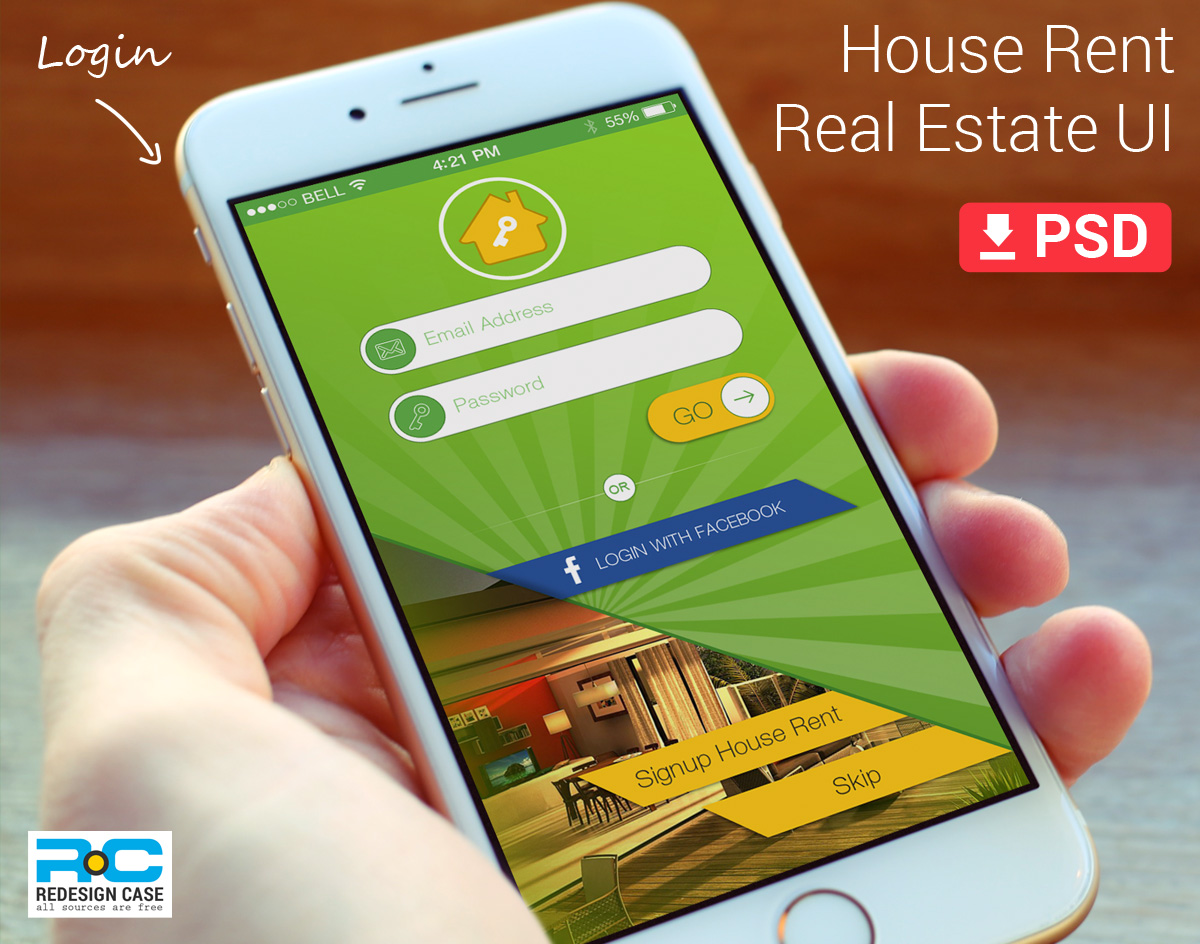 Login
House Rent
Real Estate UI
PSD
BELL
4:21 PM
55%
Email Address
Password
GO
OR
f LOGIN WITH FACEBOOK
Signup House Rent
Skip
RC
REDESIGN CASE
all sources are free